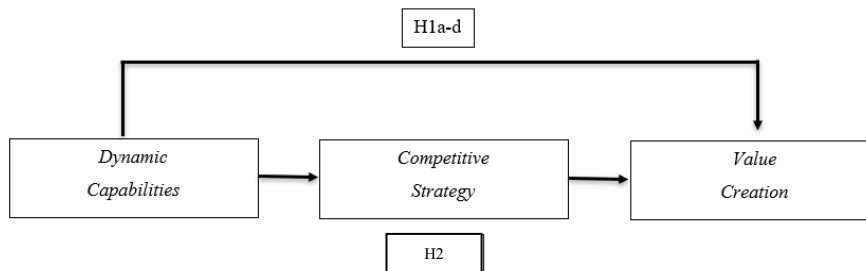 H1a-d
Dynamic
Capabilities
Competitive
Strategy
Value
Creation
H2